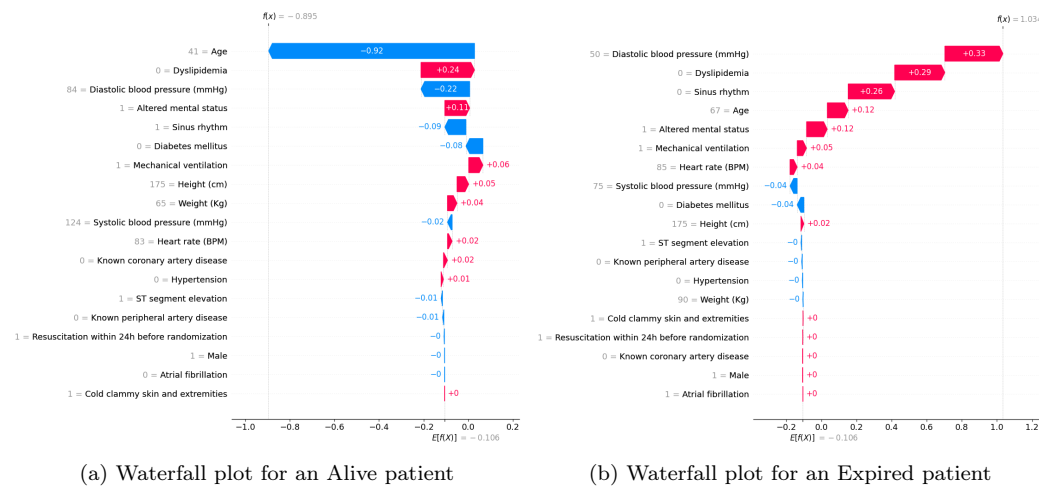 f(x) = −0.895
41 = Age
−0.92
0 = Dyslipidemia
+0.24
84 = Diastolic blood pressure (mmHg)
−0.22
1 = Altered mental status
+0.11
1 = Sinus rhythm
−0.09
0 = Diabetes mellitus
−0.08
1 = Mechanical ventilation
+0.06
175 = Height (cm)
+0.05
65 = Weight (Kg)
+0.04
124 = Systolic blood pressure (mmHg)
−0.02
83 = Heart rate (BPM)
+0.02
0 = Known coronary artery disease
+0.02
0 = Hypertension
+0.01
1 = ST segment elevation
−0.01
0 = Known peripheral artery disease
−0.01
1 = Resuscitation within 24h before randomization
−0
1 = Male
−0
0 = Atrial fibrillation
−0
1 = Cold clammy skin and extremities
+0
−1.0 −0.8 −0.6 −0.4 −0.2 0.0 0.2
E[f(X)] = −0.106
(a) Waterfall plot for an Alive patient
f(x) = 1.034
50 = Diastolic blood pressure (mmHg)
+0.33
0 = Dyslipidemia
+0.29
0 = Sinus rhythm
+0.26
67 = Age
+0.12
1 = Altered mental status
+0.12
1 = Mechanical ventilation
+0.05
85 = Heart rate (BPM)
+0.04
75 = Systolic blood pressure (mmHg)
−0.04
0 = Diabetes mellitus
−0.04
175 = Height (cm)
+0.02
1 = ST segment elevation
−0
0 = Known peripheral artery disease
−0
0 = Hypertension
−0
90 = Weight (Kg)
−0
1 = Cold clammy skin and extremities
+0
1 = Resuscitation within 24h before randomization
+0
0 = Known coronary artery disease
+0
1 = Male
+0
1 = Atrial fibrillation
+0
−0.2 0.0 0.2 0.4 0.6 0.8 1.0 1.2
E[f(X)] = −0.106
(b) Waterfall plot for an Expired patient